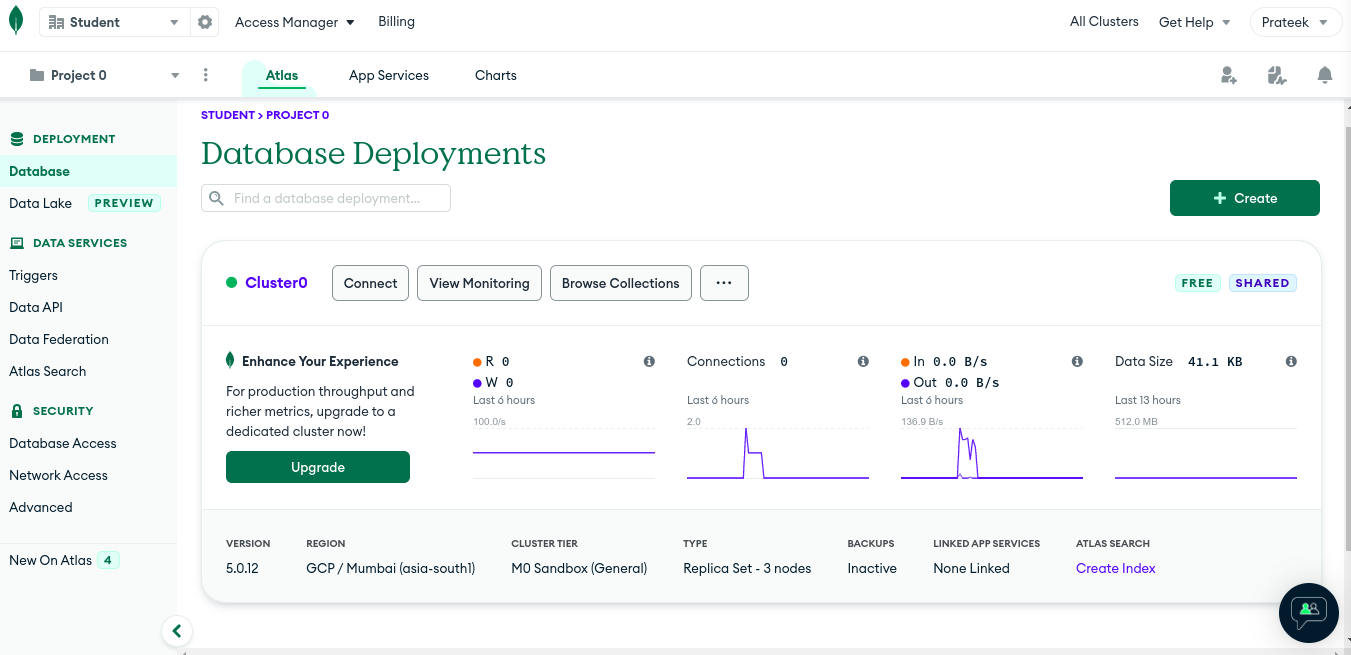 Student
Access Manager
Billing
All Clusters
Get Help
Prateek
Project 0
Atlas
App Services
Charts
DEPLOYMENT
Database
Data Lake PREVIEW
DATA SERVICES
Triggers
Data API
Data Federation
Atlas Search
SECURITY
Database Access
Network Access
Advanced
New On Atlas 4
STUDENT > PROJECT 0
Database Deployments
Find a database deployment...
+ Create
Cluster0
Connect
View Monitoring
Browse Collections
...
FREE
SHARED
Enhance Your Experience
For production throughput and
richer metrics, upgrade to a
dedicated cluster now!
Upgrade
R 0
W 0
Last 6 hours
100.0/s
Connections 0
Last 6 hours
2.0
In 0.0 B/s
Out 0.0 B/s
Last 6 hours
136.9 B/s
Data Size 41.1 KB
Last 13 hours
512.0 MB
VERSION
5.0.12
REGION
GCP / Mumbai (asia-south1)
CLUSTER TIER
M0 Sandbox (General)
TYPE
Replica Set - 3 nodes
BACKUPS
Inactive
LINKED APP SERVICES
None Linked
ATLAS SEARCH
Create Index